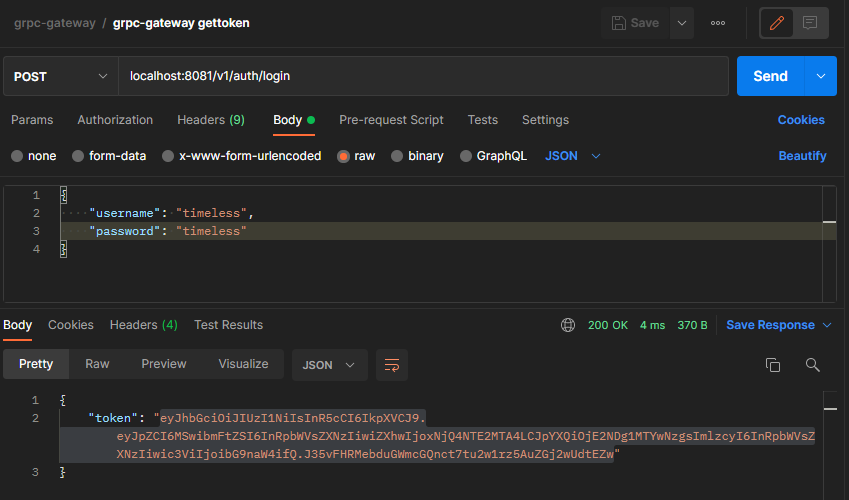 grpc-gateway / grpc-gateway gettoken
Save
POST
localhost:8081/v1/auth/login
Send
Params Authorization Headers (9) Body Pre-request Script Tests Settings Cookies
none form-data x-www-form-urlencoded raw binary GraphQL JSON Beautify
1 {
2 "username": "timeless",
3 "password": "timeless"
4 }
Body Cookies Headers (4) Test Results 200 OK 4 ms 370 B Save Response
Pretty Raw Preview Visualize JSON
1 {
2 "token": "eyJhbGciOiJIUzI1NiIsInR5cCI6IkpXVCJ9.
eyJpZCI6MSwibmFtZSI6InRpbWVsZXNzIiwiZXhwIjoxNjQ4NTE2MTA4LCJpYXQiOjE2NDg1MTYwNzgsImlzcyI6InRpbWVsZ
XNzIiwic3ViIjoibG9naW4ifQ.J35vFHRMebduGWmcGQnct7tu2w1rz5AuZGj2wUdtEZw"
3 }